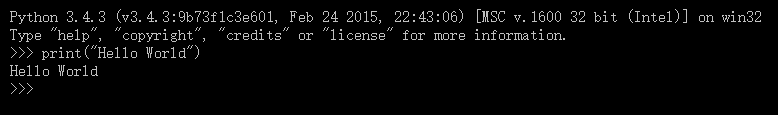 Python 3.4.3 (v3.4.3:9b73f1c3e601, Feb 24 2015, 22:43:06) [MSC v.1600 32 bit (Intel)] on win32
Type "help", "copyright", "credits" or "license" for more information.
>>> print("Hello World")
Hello World
>>>